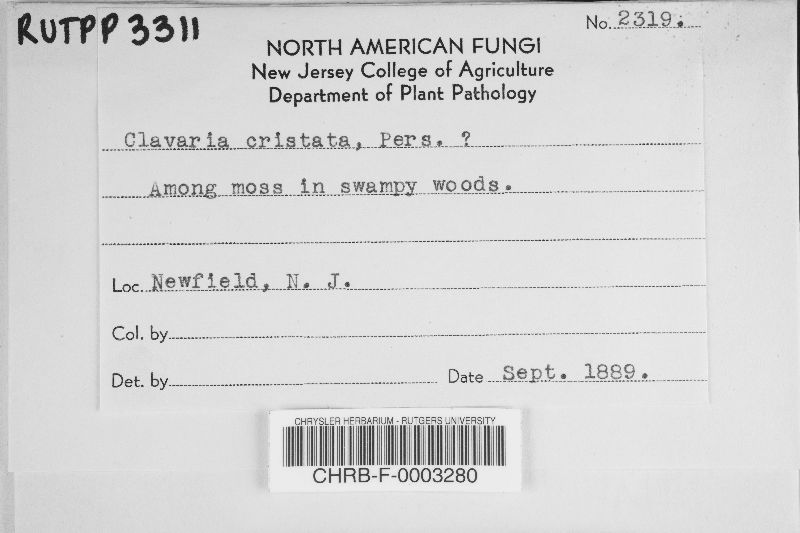 RUTPP 3311
No. 2319.
NORTH AMERICAN FUNGI
New Jersey College of Agriculture
Department of Plant Pathology
Clavaria cristata, Pers. ?
Among moss in swampy woods.
Loc. Newfield, N. J.
Col. by
Det. by Date Sept. 1889.
CHRYSLER HERBARIUM - RUTGERS UNIVERSITY
CHRB-F-0003280